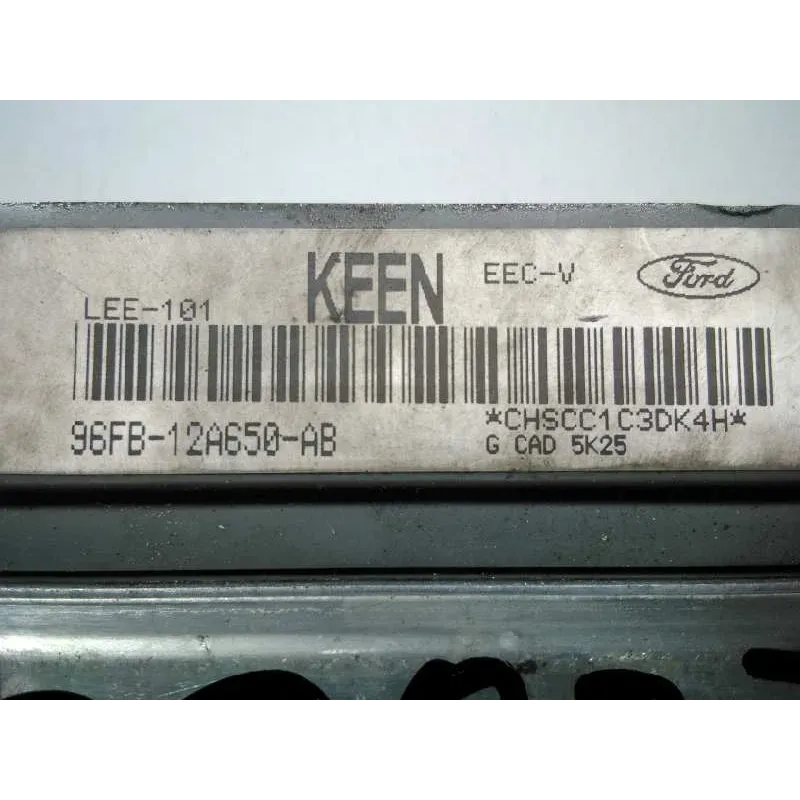 KEEN EEC-V Ford
LEE-101
*CHSCC1C3DK4H*
96FB-12A650-AB
G CAD 5K25